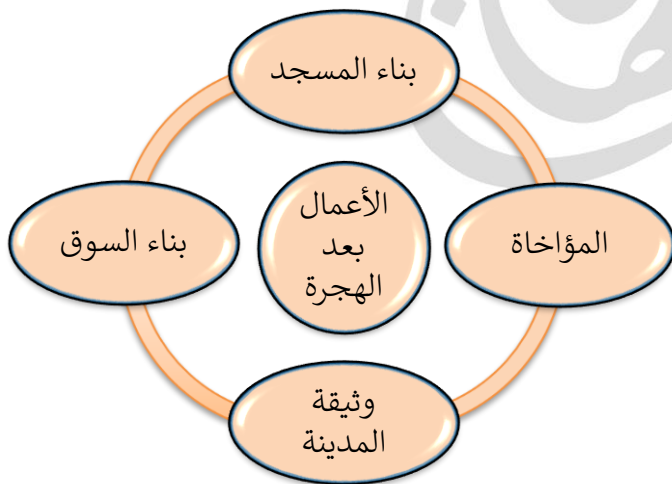 بناء المسجد
الأعمال
بعد
الهجرة
المؤاخاة
بناء السوق
وثيقة
المدينة